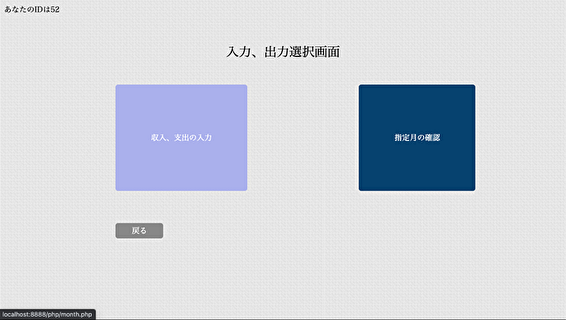 あなたのIDは52
入力、出力選択画面
収入、支出の入力
指定月の確認
戻る
localhost:8888/php/month.php